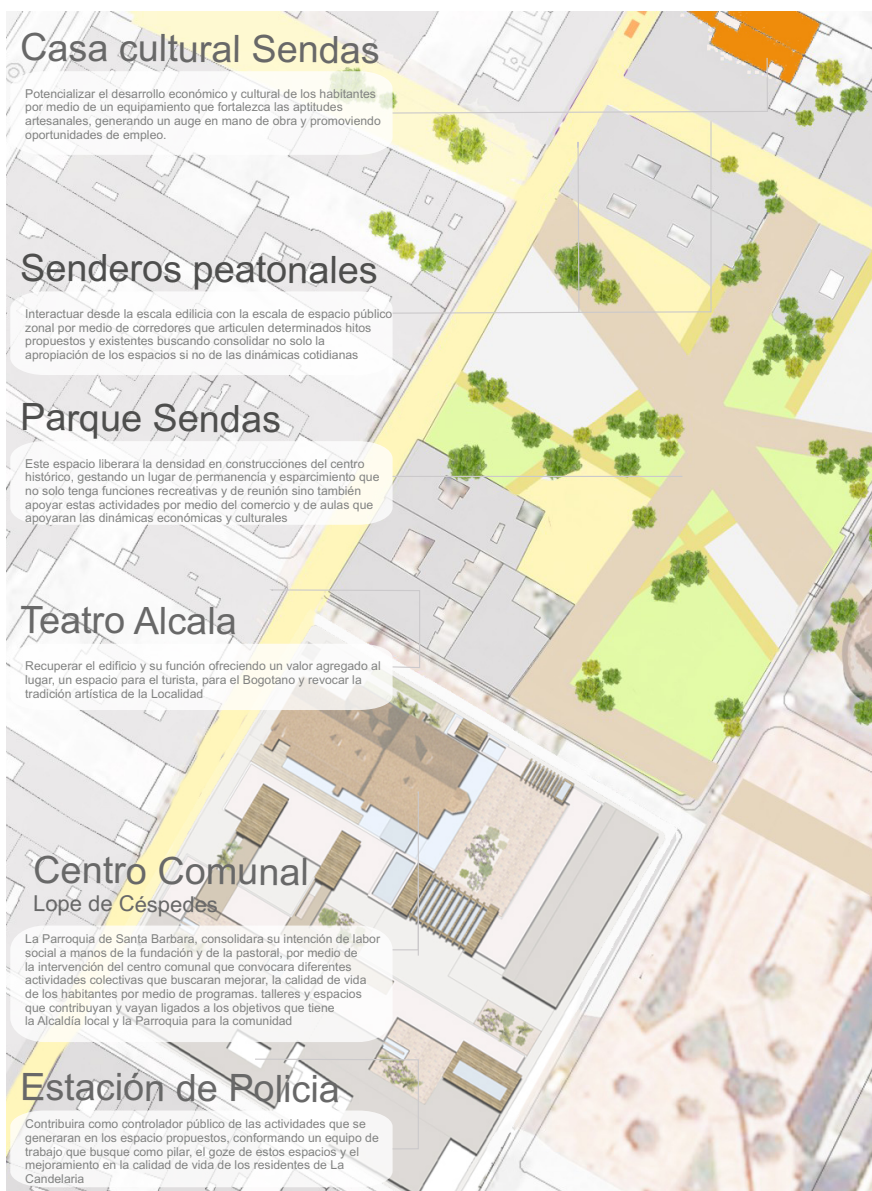 Casa cultural Sendas
Potencializar el desarrollo económico y cultural de los habitantes
por medio de un equipamiento que fortalezca las aptitudes
artesanales, generando un auge en mano de obra y promoviendo
oportunidades de empleo.
Senderos peatonales
Interactuar desde la escala edilicia con la escala de espacio público
zonal por medio de corredores que articulen determinados hitos
propuestos y existentes buscando consolidar no solo la
apropiación de los espacios si no de las dinámicas cotidianas
Parque Sendas
Este espacio liberara la densidad en construcciones del centro
histórico, gestando un lugar de permanencia y esparcimiento que
no solo tenga funciones recreativas y de reunión sino también
apoyar estas actividades por medio del comercio y de aulas que
apoyaran las dinámicas económicas y culturales
Teatro Alcala
Recuperar el edificio y su función ofreciendo un valor agregado al
lugar, un espacio para el turista, para el Bogotano y revocar la
tradición artística de la Localidad
Centro Comunal
Lope de Céspedes
La Parroquia de Santa Barbara, consolidara su intención de labor
social a manos de la fundación y de la pastoral, por medio de
la intervención del centro comunal que convocara diferentes
actividades colectivas que buscaran mejorar, la calidad de vida
de los habitantes por medio de programas. talleres y espacios
que contribuyan y vayan ligados a los objetivos que tiene
la Alcaldía local y la Parroquia para la comunidad
Estación de Policia
Contribuira como controlador público de las actividades que se
generaran en los espacio propuestos, conformando un equipo de
trabajo que busque como pilar, el goze de estos espacios y el
mejoramiento en la calidad de vida de los residentes de La
Candelaria